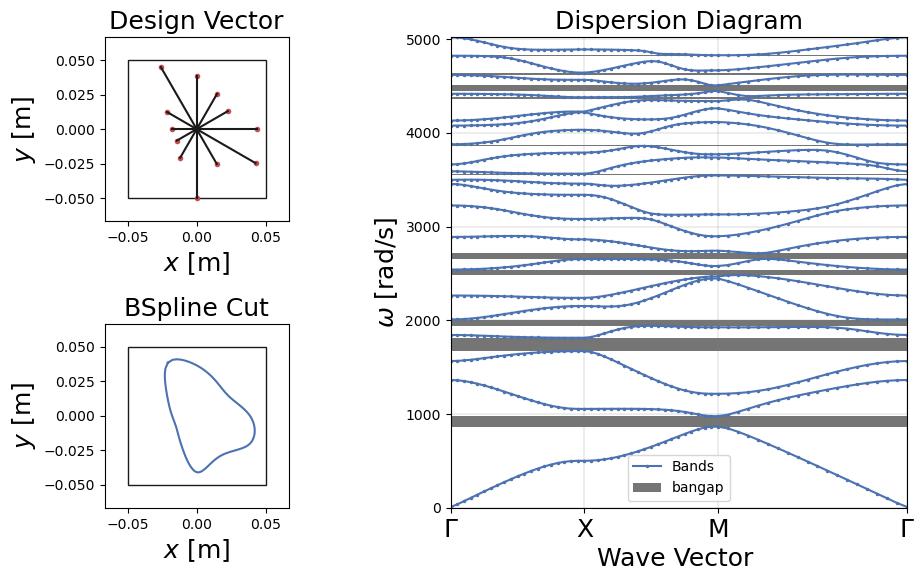 Design Vector
0.050
0.025
0.000
−0.025
−0.050
y [m]
−0.05 0.00 0.05
x [m]
BSpline Cut
0.050
0.025
0.000
−0.025
−0.050
y [m]
−0.05 0.00 0.05
x [m]
Dispersion Diagram
5000
4000
3000
2000
1000
0
ω [rad/s]
Bands
bangap
Γ X M Γ
Wave Vector